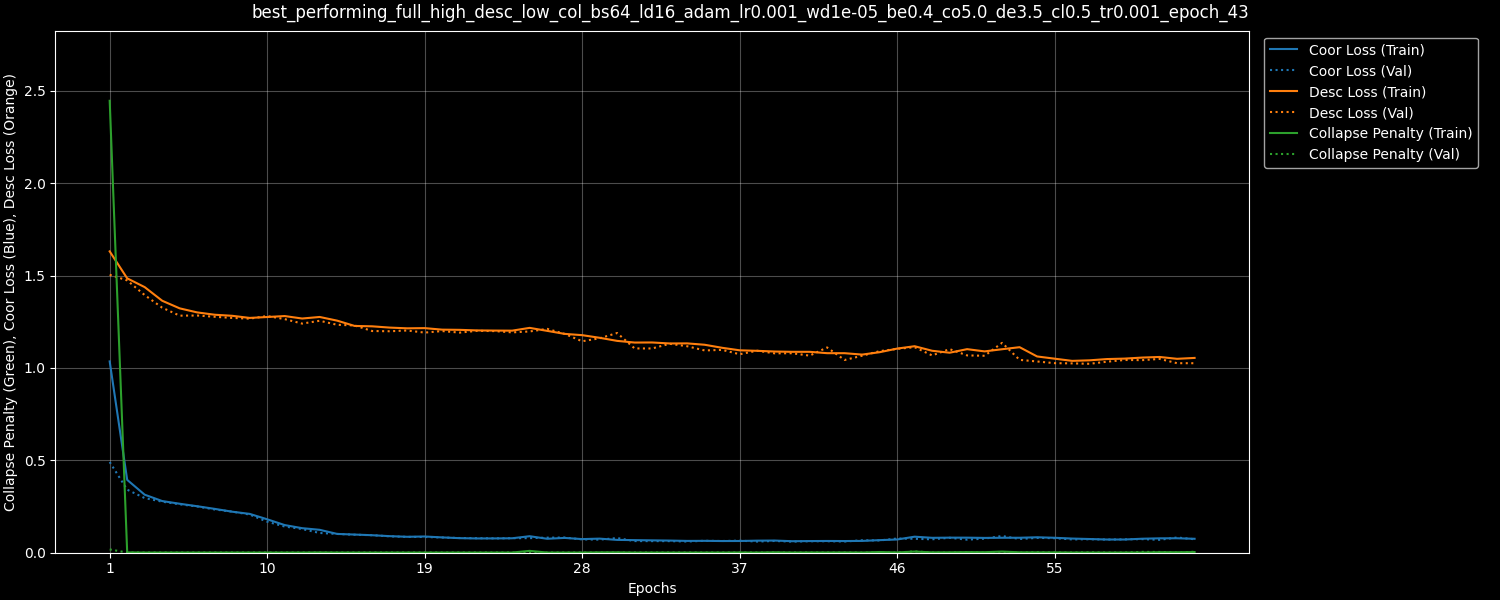 best_performing_full_high_desc_low_col_bs64_ld16_adam_lr0.001_wd1e-05_be0.4_co5.0_de3.5_cl0.5_tr0.001_epoch_43
Collapse Penalty (Green), Coor Loss (Blue), Desc Loss (Orange)
2.5
2.0
1.5
1.0
0.5
0.0
1
10
19
28
37
46
55
Epochs
Coor Loss (Train)
Coor Loss (Val)
Desc Loss (Train)
Desc Loss (Val)
Collapse Penalty (Train)
Collapse Penalty (Val)